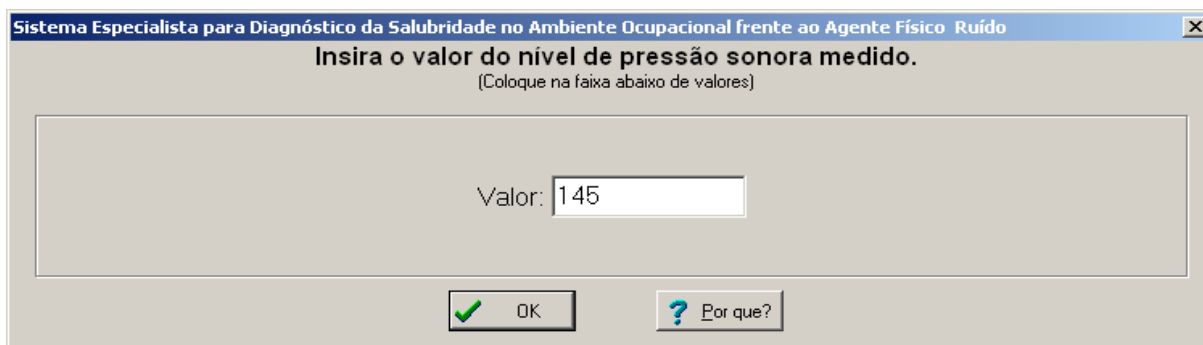 Sistema Especialista para Diagnóstico da Salubridade no Ambiente Ocupacional frente ao Agente Físico Ruído
Insira o valor do nível de pressão sonora medido.
(Coloque na faixa abaixo de valores)
Valor: 145
OK
Por que?